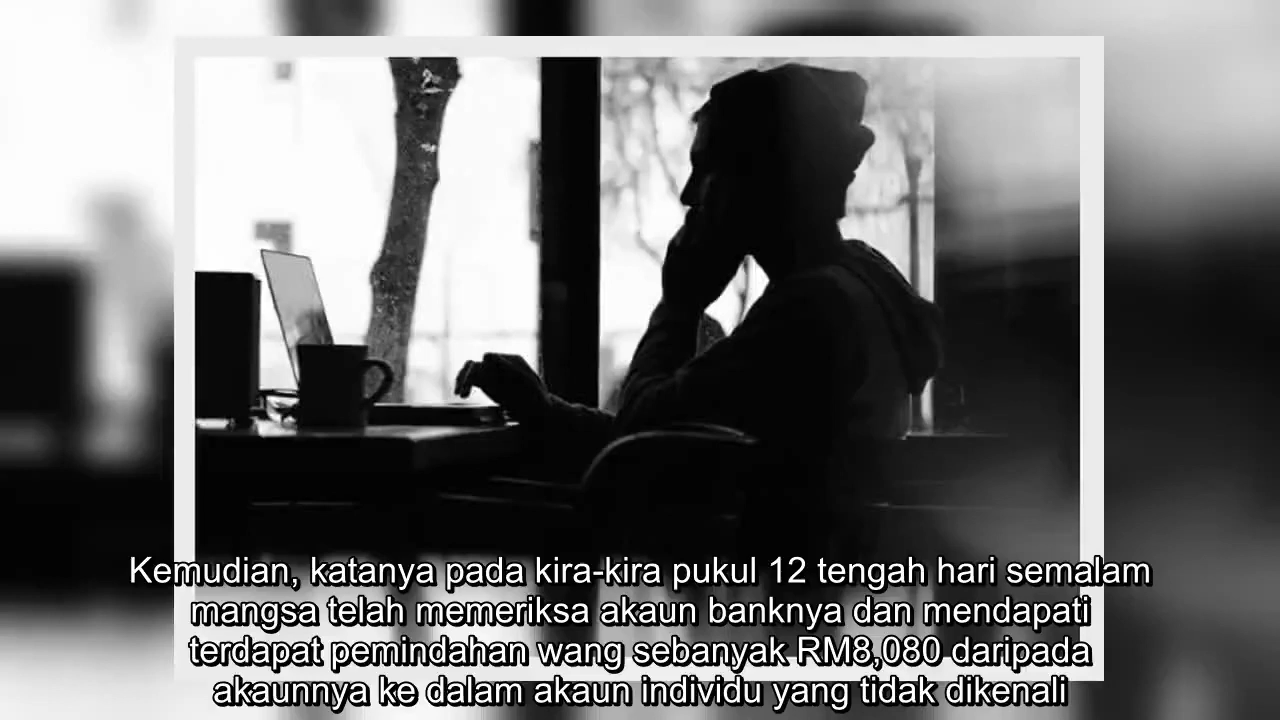 Kemudian, katanya pada kira-kira pukul 12 tengah hari semalam
mangsa telah memeriksa akaun banknya dan mendapati
terdapat pemindahan wang sebanyak RM8,080 daripada
akaunnya ke dalam akaun individu yang tidak dikenali